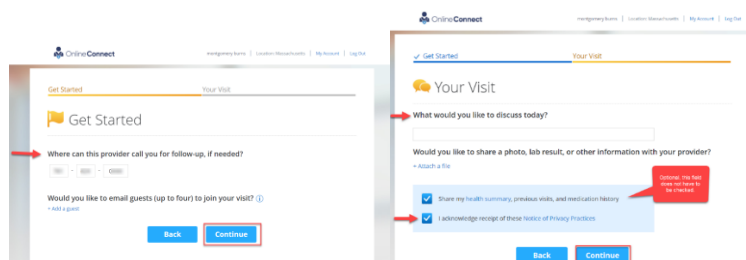 OnlineConnect
montgomery burns | Location: Massachusetts | My Account | Log Out
Get Started
Your Visit
Get Started
Where can this provider call you for follow-up, if needed?
Would you like to email guests (up to four) to join your visit?
+ Add a guest
Back
Continue
OnlineConnect
montgomery burns | Location: Massachusetts | My Account | Log Out
Get Started
Your Visit
Your Visit
What would you like to discuss today?
Would you like to share a photo, lab result, or other information with your provider?
+ Attach a file
Optional, this field
does not have to
be checked.
Share my health summary, previous visits, and medication history
I acknowledge receipt of these Notice of Privacy Practices
Back
Continue